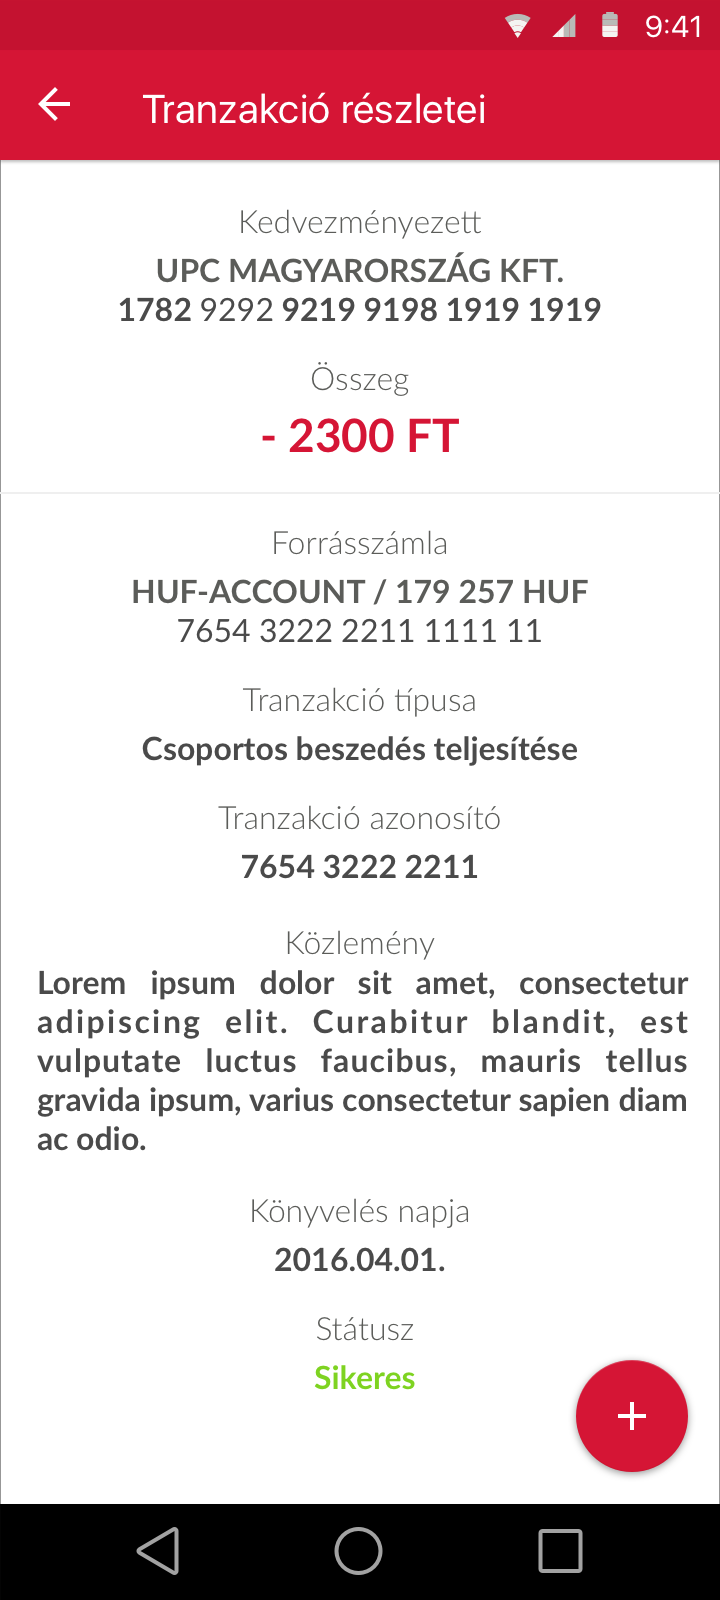 9:41
Tranzakció részletei
Kedvezményezett
UPC MAGYARORSZÁG KFT.
1782 9292 9219 9198 1919 1919
Összeg
- 2300 FT
Forrásszámla
HUF-ACCOUNT / 179 257 HUF
7654 3222 2211 1111 11
Tranzakció típusa
Csoportos beszedés teljesítése
Tranzakció azonosító
7654 3222 2211
Közlemény
Lorem ipsum dolor sit amet, consectetur
adipiscing elit. Curabitur blandit, est
vulputate luctus faucibus, mauris tellus
gravida ipsum, varius consectetur sapien diam
ac odio.
Könyvelés napja
2016.04.01.
Státusz
Sikeres